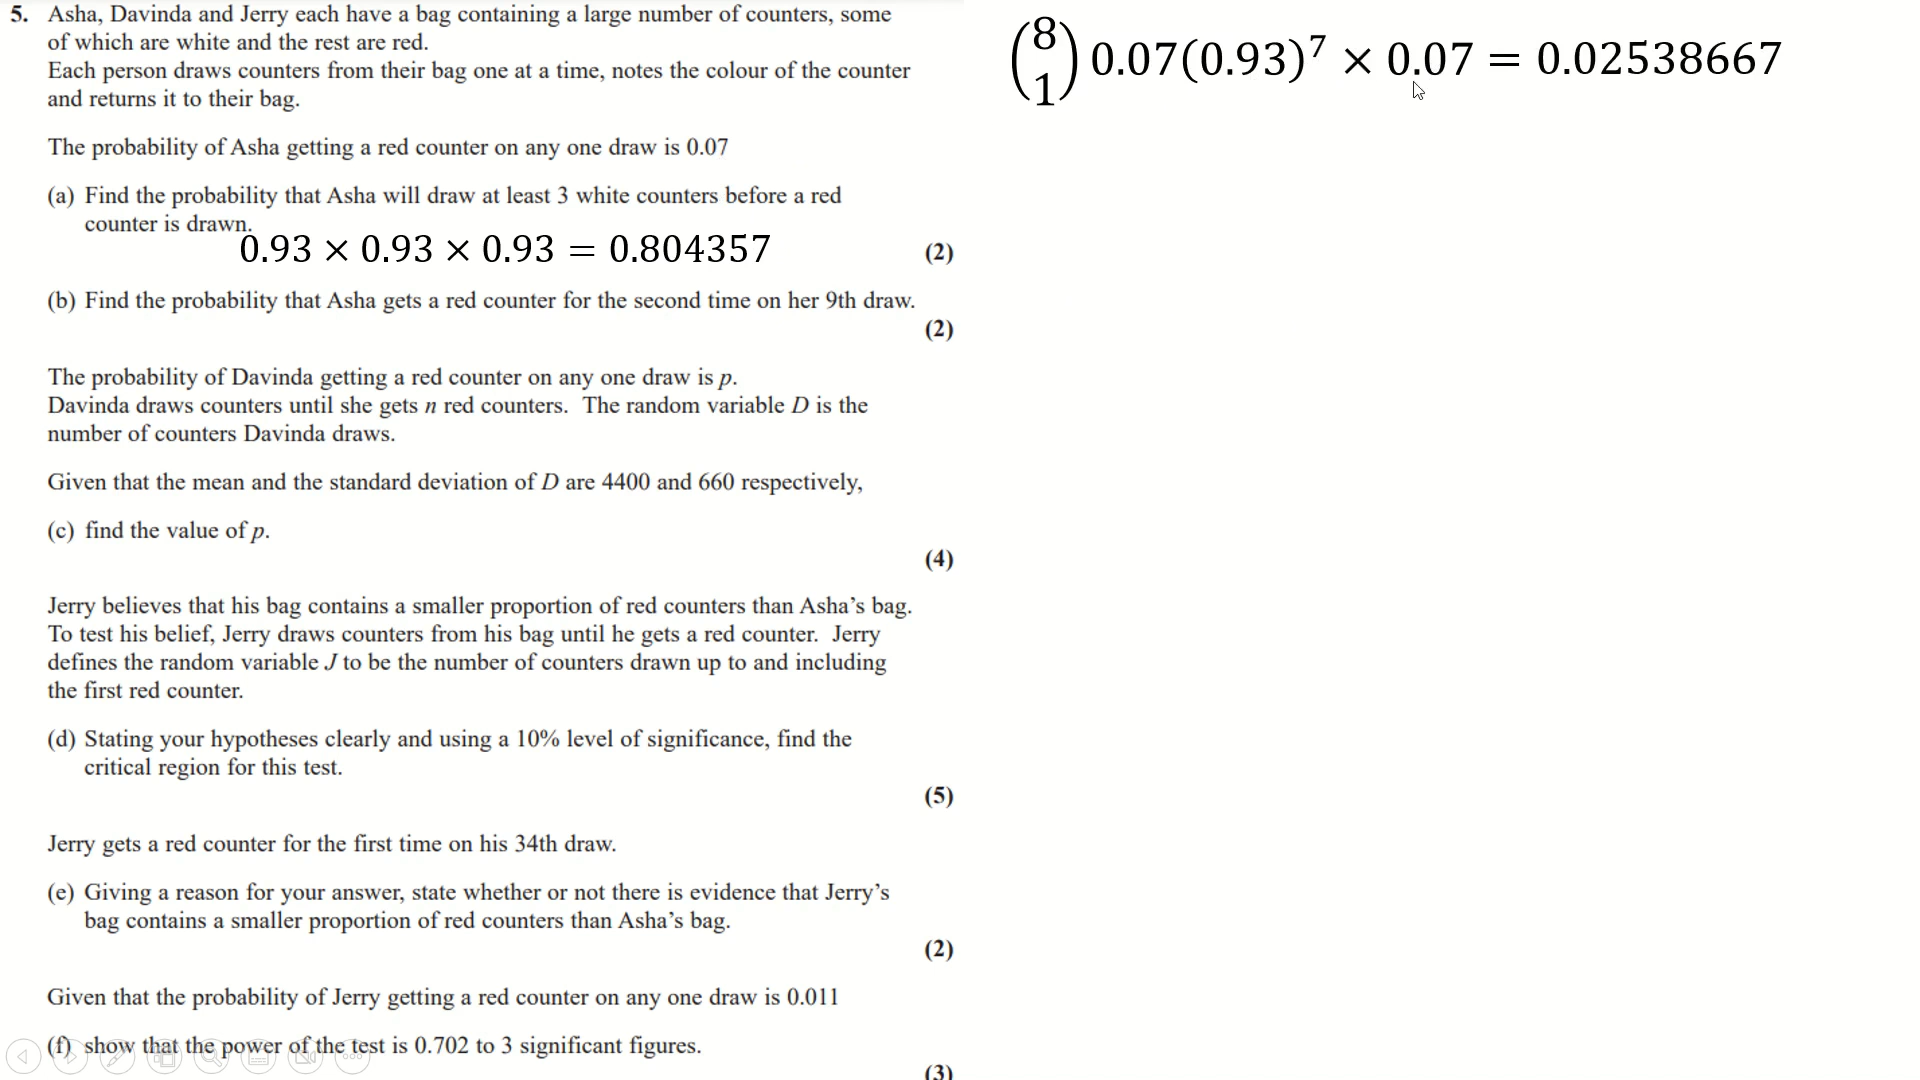 5. Asha, Davinda and Jerry each have a bag containing a large number of counters, some
of which are white and the rest are red.
Each person draws counters from their bag one at a time, notes the colour of the counter
and returns it to their bag.
The probability of Asha getting a red counter on any one draw is 0.07
(a) Find the probability that Asha will draw at least 3 white counters before a red
counter is drawn.
0.93 × 0.93 × 0.93 = 0.804357
(2)
(b) Find the probability that Asha gets a red counter for the second time on her 9th draw.
(2)
The probability of Davinda getting a red counter on any one draw is p.
Davinda draws counters until she gets n red counters. The random variable D is the
number of counters Davinda draws.
Given that the mean and the standard deviation of D are 4400 and 660 respectively,
(c) find the value of p.
(4)
Jerry believes that his bag contains a smaller proportion of red counters than Asha’s bag.
To test his belief, Jerry draws counters from his bag until he gets a red counter. Jerry
defines the random variable J to be the number of counters drawn up to and including
the first red counter.
(d) Stating your hypotheses clearly and using a 10% level of significance, find the
critical region for this test.
(5)
Jerry gets a red counter for the first time on his 34th draw.
(e) Giving a reason for your answer, state whether or not there is evidence that Jerry’s
bag contains a smaller proportion of red counters than Asha’s bag.
(2)
Given that the probability of Jerry getting a red counter on any one draw is 0.011
(f) show that the power of the test is 0.702 to 3 significant figures.
(3)
(8 1) 0.07(0.93)⁷ × 0.07 = 0.02538667